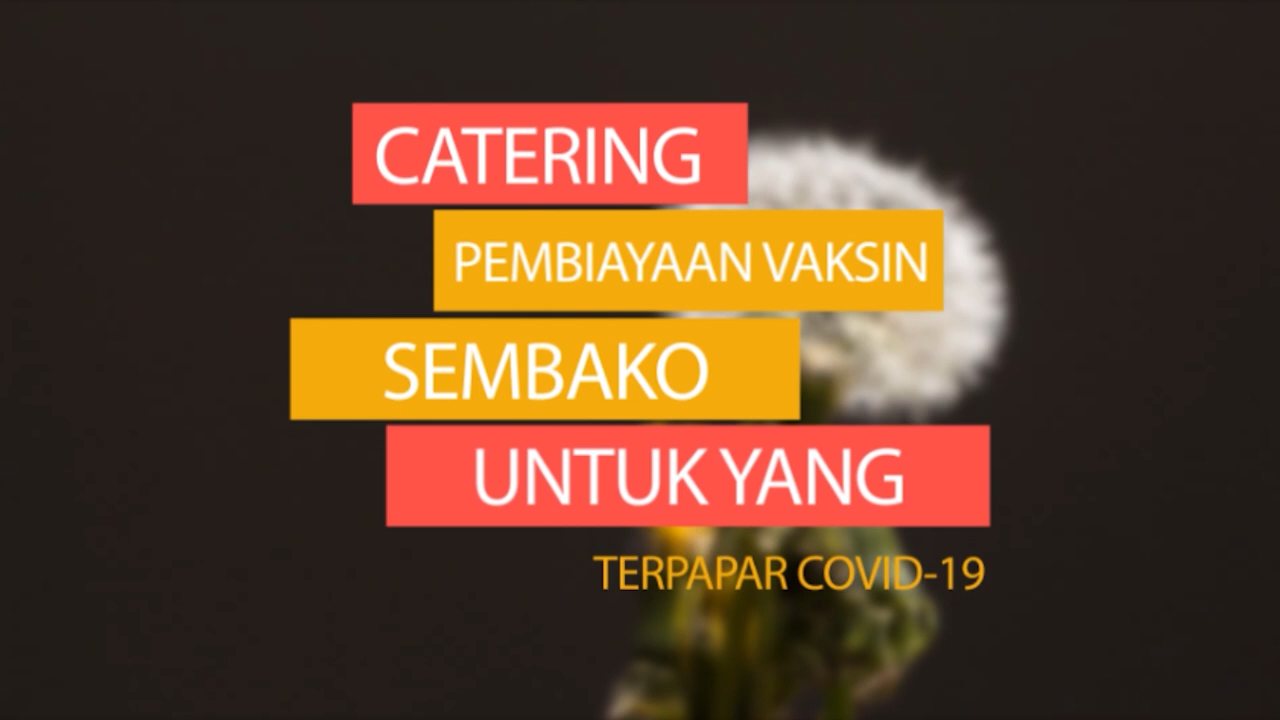 CATERING
PEMBIAYAAN VAKSIN
SEMBAKO
UNTUK YANG
TERPAPAR COVID-19